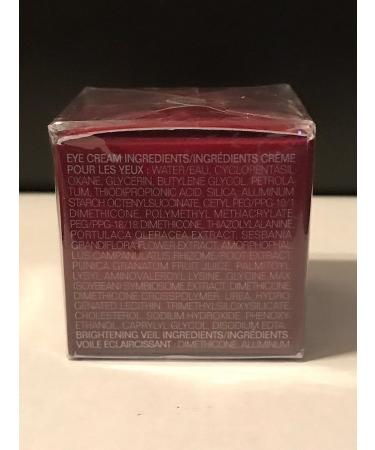 EYE CREAM INGREDIENTS/INGRÉDIENTS CRÈME
POUR LES YEUX : WATER/EAU, CYCLOPENTASIL
OXANE, GLYCERIN, BUTYLENE GLYCOL, PETROLA
TUM, THIODIPROPIONIC ACID, SILICA, ALUMINUM
STARCH OCTENYLSUCCINATE, CETYL PEG/PPG-10/1
DIMETHICONE, POLYMETHYL METHACRYLATE
PEG/PPG-18/18 DIMETHICONE, THIAZOLYLALANINE
PORTULACA OLERACEA EXTRACT, SESBANIA
GRANDIFLORA FLOWER EXTRACT, AMORPHOPHAL
LUS CAMPANULATUS RHIZOME/ROOT EXTRACT
PUNICA GRANATUM FRUIT JUICE, PALMITOYL
LYSYL AMINOVALEROYL LYSINE, GLYCINE MAX
(SOYBEAN) SYMBIOSOME EXTRACT, DIMETHICONE,
DIMETHICONE CROSSPOLYMER, UREA, HYDRO
GENATED LECITHIN, TRIMETHYLSILOXYSILICATE,
CHOLESTEROL, SODIUM HYDROXIDE, PHENOXY
ETHANOL, CAPRYLYL GLYCOL, DISODIUM EDTA
BRIGHTENING VEIL INGREDIENTS/INGRÉDIENTS
VOILE ÉCLAIRCISSANT : DIMETHICONE, ALUMINUM